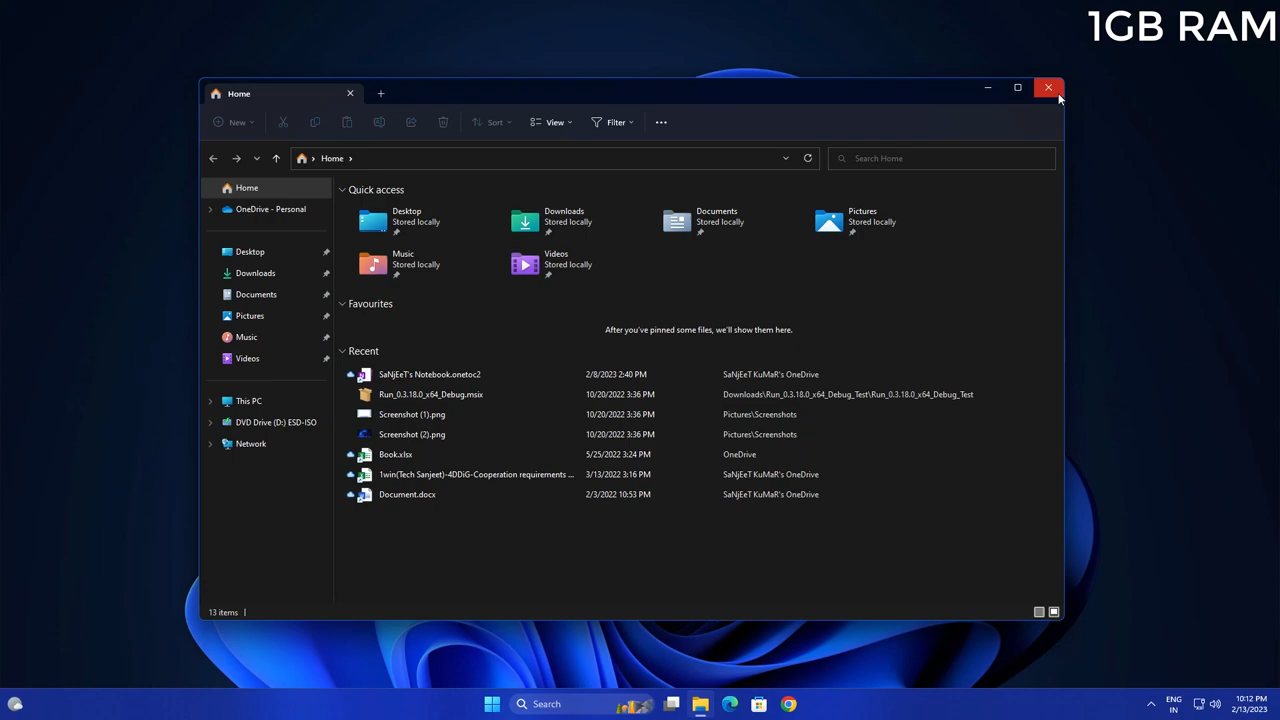 1GB RAM
Home
New
Sort
View
Filter
Home
Search Home
Home
OneDrive - Personal
Desktop
Downloads
Documents
Pictures
Music
Videos
This PC
DVD Drive (D:) ESD-ISO
Network
Quick access
Desktop
Stored locally
Downloads
Stored locally
Documents
Stored locally
Pictures
Stored locally
Music
Stored locally
Videos
Stored locally
Favourites
After you've pinned some files, we'll show them here.
Recent
SaNjEeT's Notebook.onetoc2 2/8/2023 2:40 PM SaNjEeT KuMaR's OneDrive
Run_0.3.18.0_x64_Debug.msix 10/20/2022 3:36 PM Downloads\Run_0.3.18.0_x64_Debug_Test\Run_0.3.18.0_x64_Debug_Test
Screenshot (1).png 10/20/2022 3:36 PM Pictures\Screenshots
Screenshot (2).png 10/20/2022 3:36 PM Pictures\Screenshots
Book.xlsx 5/25/2022 3:24 PM OneDrive
1win(Tech Sanjeet)-4DDiG-Cooperation requirements ... 3/13/2022 3:16 PM SaNjEeT KuMaR's OneDrive
Document.docx 2/3/2022 10:53 PM SaNjEeT KuMaR's OneDrive
13 items
Search
ENG
IN
10:12 PM
2/13/2023